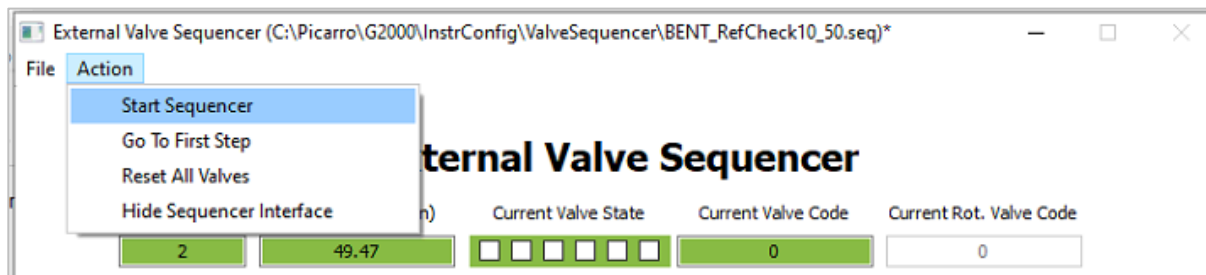 External Valve Sequencer (C:\Picarro\G2000\InstrConfig\ValveSequencer\BENT_RefCheck10_50.seq)*
File Action
Start Sequencer
Go To First Step
Reset All Valves
Hide Sequencer Interface
ternal Valve Sequencer
n) Current Valve State Current Valve Code Current Rot. Valve Code
2 49.47 0 0